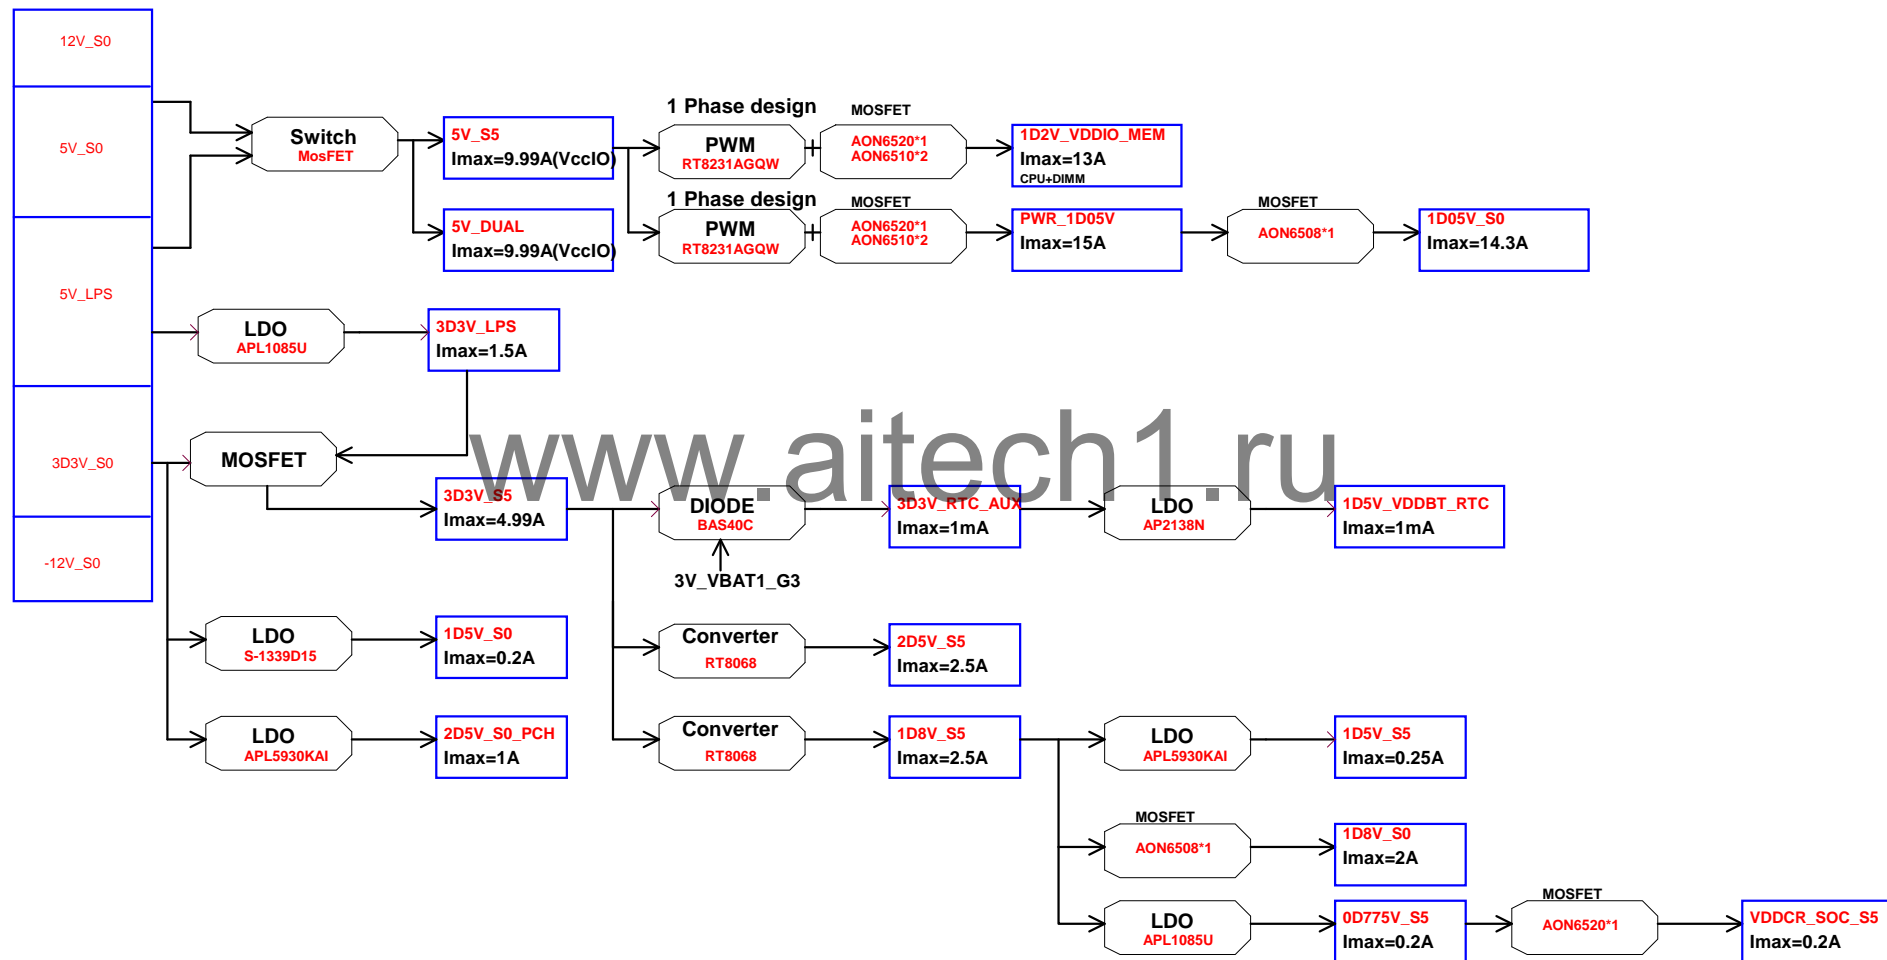 12V_S0
5V_S0
5V_LPS
3D3V_S0
-12V_S0
Switch
MosFET
5V_S5
Imax=9.99A(VccIO)
5V_DUAL
Imax=9.99A(VccIO)
1 Phase design
PWM
RT8231AGQW
MOSFET
AON6520*1
AON6510*2
1D2V_VDDIO_MEM
Imax=13A
CPU+DIMM
1 Phase design
PWM
RT8231AGQW
MOSFET
AON6520*1
AON6510*2
PWR_1D05V
Imax=15A
MOSFET
AON6508*1
1D05V_S0
Imax=14.3A
LDO
APL1085U
3D3V_LPS
Imax=1.5A
MOSFET
www.aitech1.ru
3D3V_S5
Imax=4.99A
DIODE
BAS40C
3V_VBAT1_G3
3D3V_RTC_AUX
Imax=1mA
LDO
AP2138N
1D5V_VDDBT_RTC
Imax=1mA
LDO
S-1339D15
1D5V_S0
Imax=0.2A
Converter
RT8068
2D5V_S5
Imax=2.5A
LDO
APL5930KAI
2D5V_S0_PCH
Imax=1A
Converter
RT8068
1D8V_S5
Imax=2.5A
LDO
APL5930KAI
1D5V_S5
Imax=0.25A
MOSFET
AON6508*1
1D8V_S0
Imax=2A
LDO
APL1085U
0D775V_S5
Imax=0.2A
MOSFET
AON6520*1
VDDCR_SOC_S5
Imax=0.2A